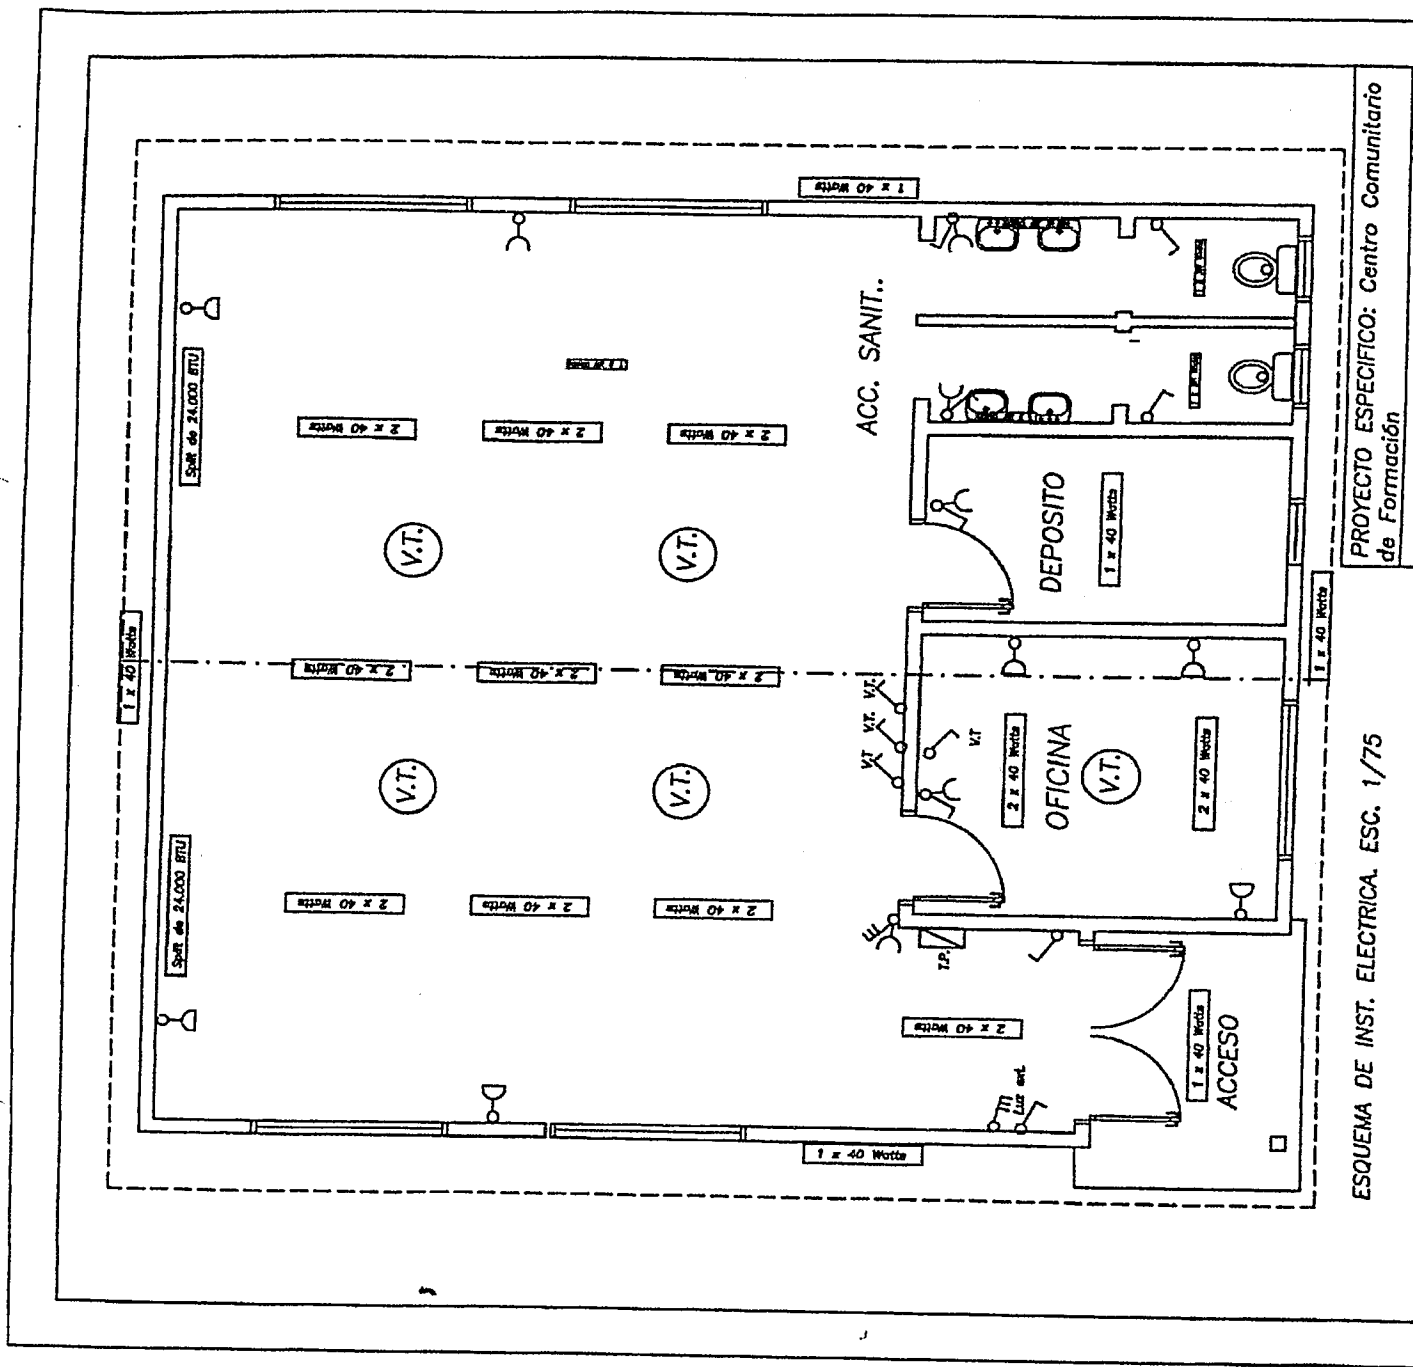 PROYECTO ESPECIFICO: Centro Comunitario
de Formación
ESQUEMA DE INST. ELECTRICA. ESC. 1/75
1 x 40 Watts
Split de 24.000 BTU
Split de 24.000 BTU
2 x 40 Watts
2 x 40 Watts
2 x 40 Watts
V.T.
V.T.
1 x 40 Watts
2 x 40 Watts
2 x 40 Watts
2 x 40 Watts
V.T.
V.T.
2 x 40 Watts
2 x 40 Watts
2 x 40 Watts
ACC. SANIT..
DEPOSITO
1 x 40 Watts
V.T.
V.T.
V.T
V.T
2 x 40 Watts
OFICINA
V.T.
2 x 40 Watts
T.P.
2 x 40 Watts
Luz ext.
1 x 40 Watts
ACCESO
1 x 40 Watts
1 x 40 Watts